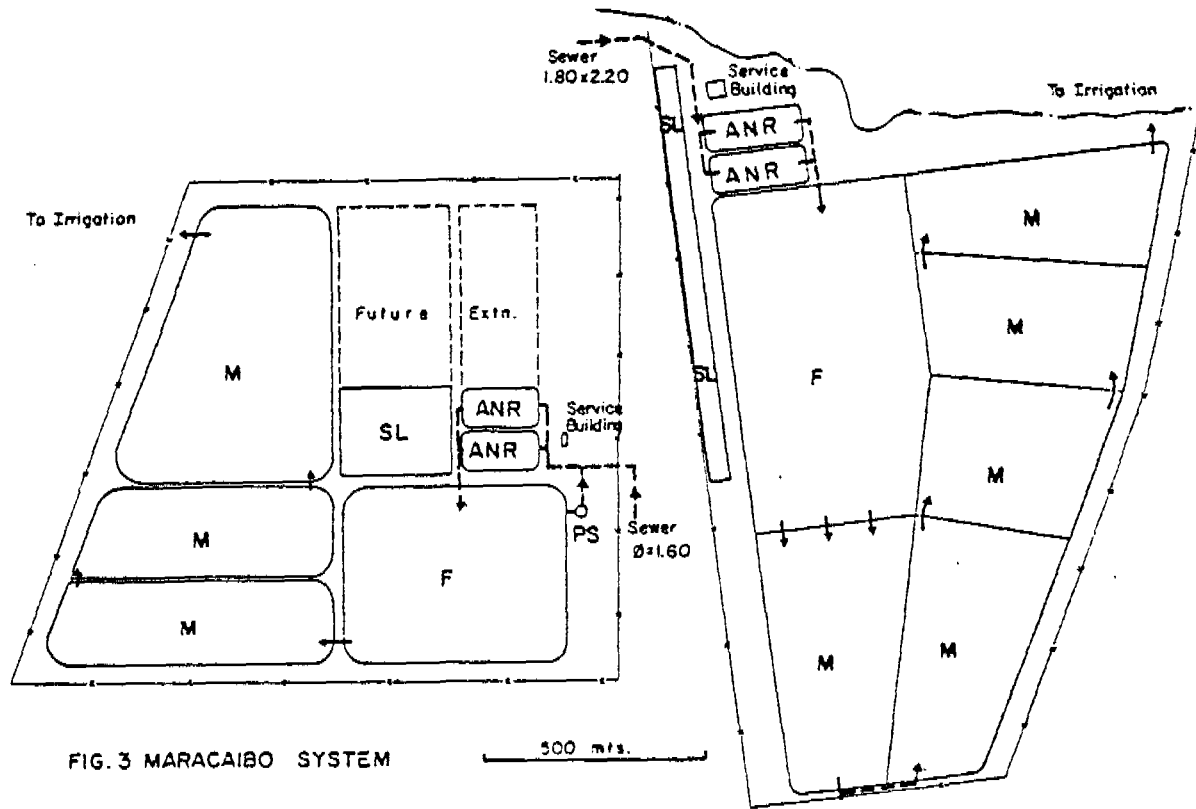 Sewer
1.80x2.20
Service
Building
To Irrigation
SL
ANR
ANR
M
M
F
SL
M
M
M
To Irrigation
Future Extn.
M
ANR
Service
Building
SL
ANR
PS
Sewer
Ø=1.60
M
F
M
FIG. 3 MARACAIBO SYSTEM
500 mts.